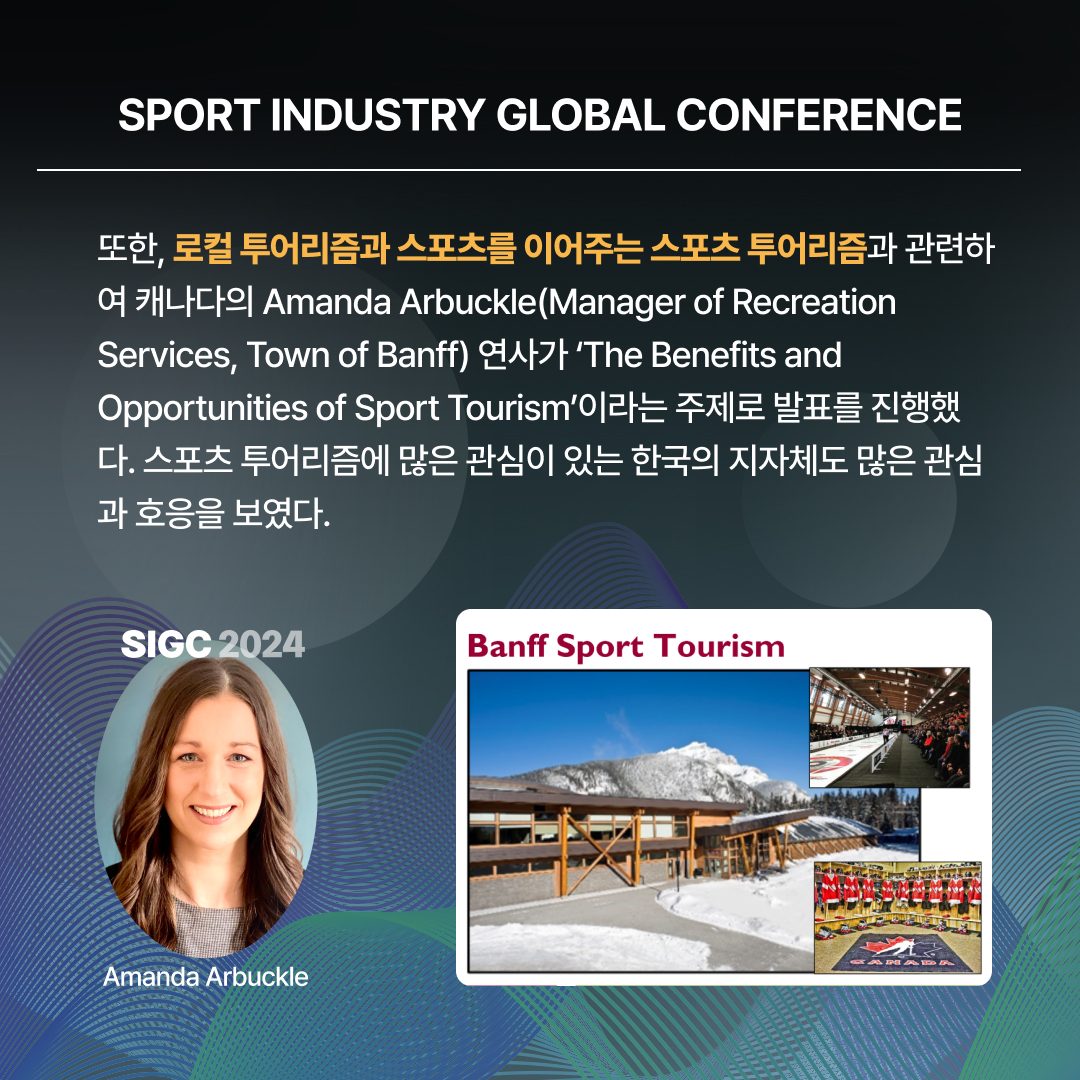 SPORT INDUSTRY GLOBAL CONFERENCE
또한, 로컬 투어리즘과 스포츠를 이어주는 스포츠 투어리즘과 관련하
여 캐나다의 Amanda Arbuckle(Manager of Recreation
Services, Town of Banff) 연사가 ‘The Benefits and
Opportunities of Sport Tourism’이라는 주제로 발표를 진행했
다. 스포츠 투어리즘에 많은 관심이 있는 한국의 지자체도 많은 관심
과 호응을 보였다.
SIGC 2024
Amanda Arbuckle
Banff Sport Tourism
CANADA